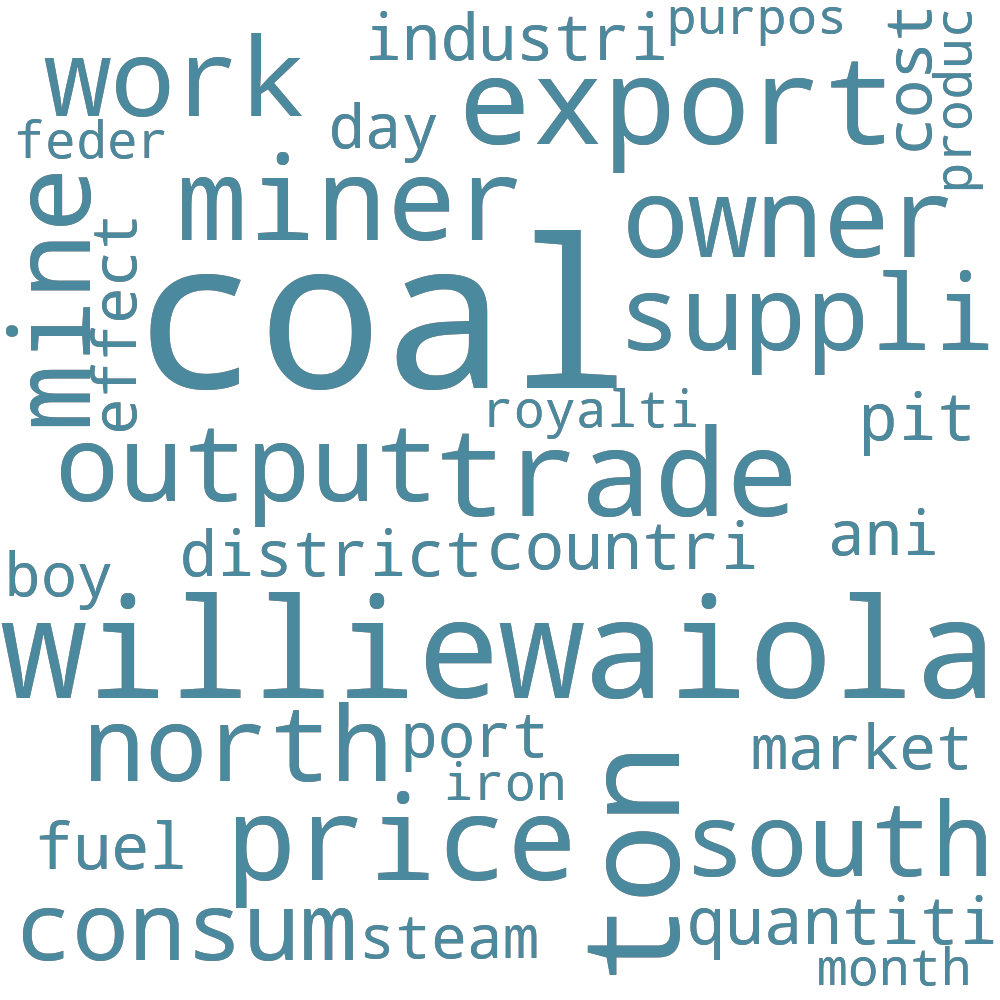 purpos
industri
cost
produc
work
export
day
feder
miner
mine
owner
effect
coal
suppli
royalti
pit
output
trade
ani
district
countri
boy
williewaiola
north
port
market
iron
ton
fuel
price
south
consum
steam
quantiti
month